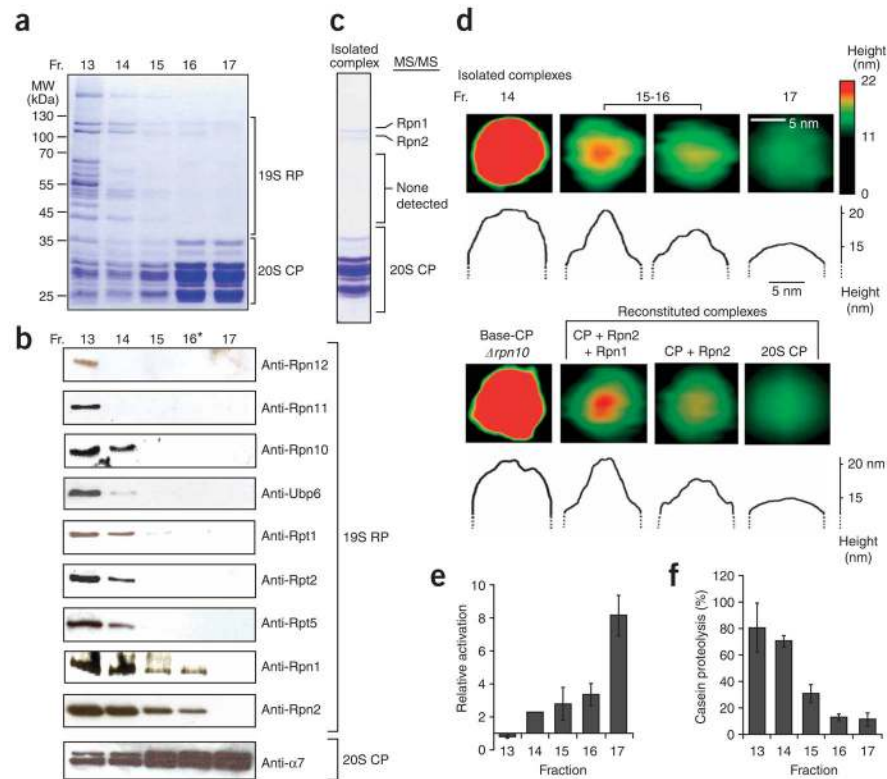 a
Fr. 13 14 15 16 17
MW
(kDa)
130
100
70
55
45
35
25
19S RP
20S CP
b
Fr. 13 14 15 16* 17
Anti-Rpn12
Anti-Rpn11
Anti-Rpn10
Anti-Ubp6
Anti-Rpt1
Anti-Rpt2
Anti-Rpt5
Anti-Rpn1
Anti-Rpn2
Anti-α7
19S RP
20S CP
c
Isolated
complex
MS/MS
Rpn1
Rpn2
None
detected
20S CP
d
Height
(nm)
22
11
0
Isolated complexes
Fr. 14 15-16 17
5 nm
20
15
5 nm
Height
(nm)
Reconstituted complexes
Base-CP
Δrpn10
CP + Rpn2
+ Rpn1
CP + Rpn2
20S CP
20 nm
15
Height
(nm)
e
Relative activation
10
8
6
4
2
1
13 14 15 16 17
Fraction
f
Casein proteolysis (%)
120
100
80
60
40
20
0
13 14 15 16 17
Fraction